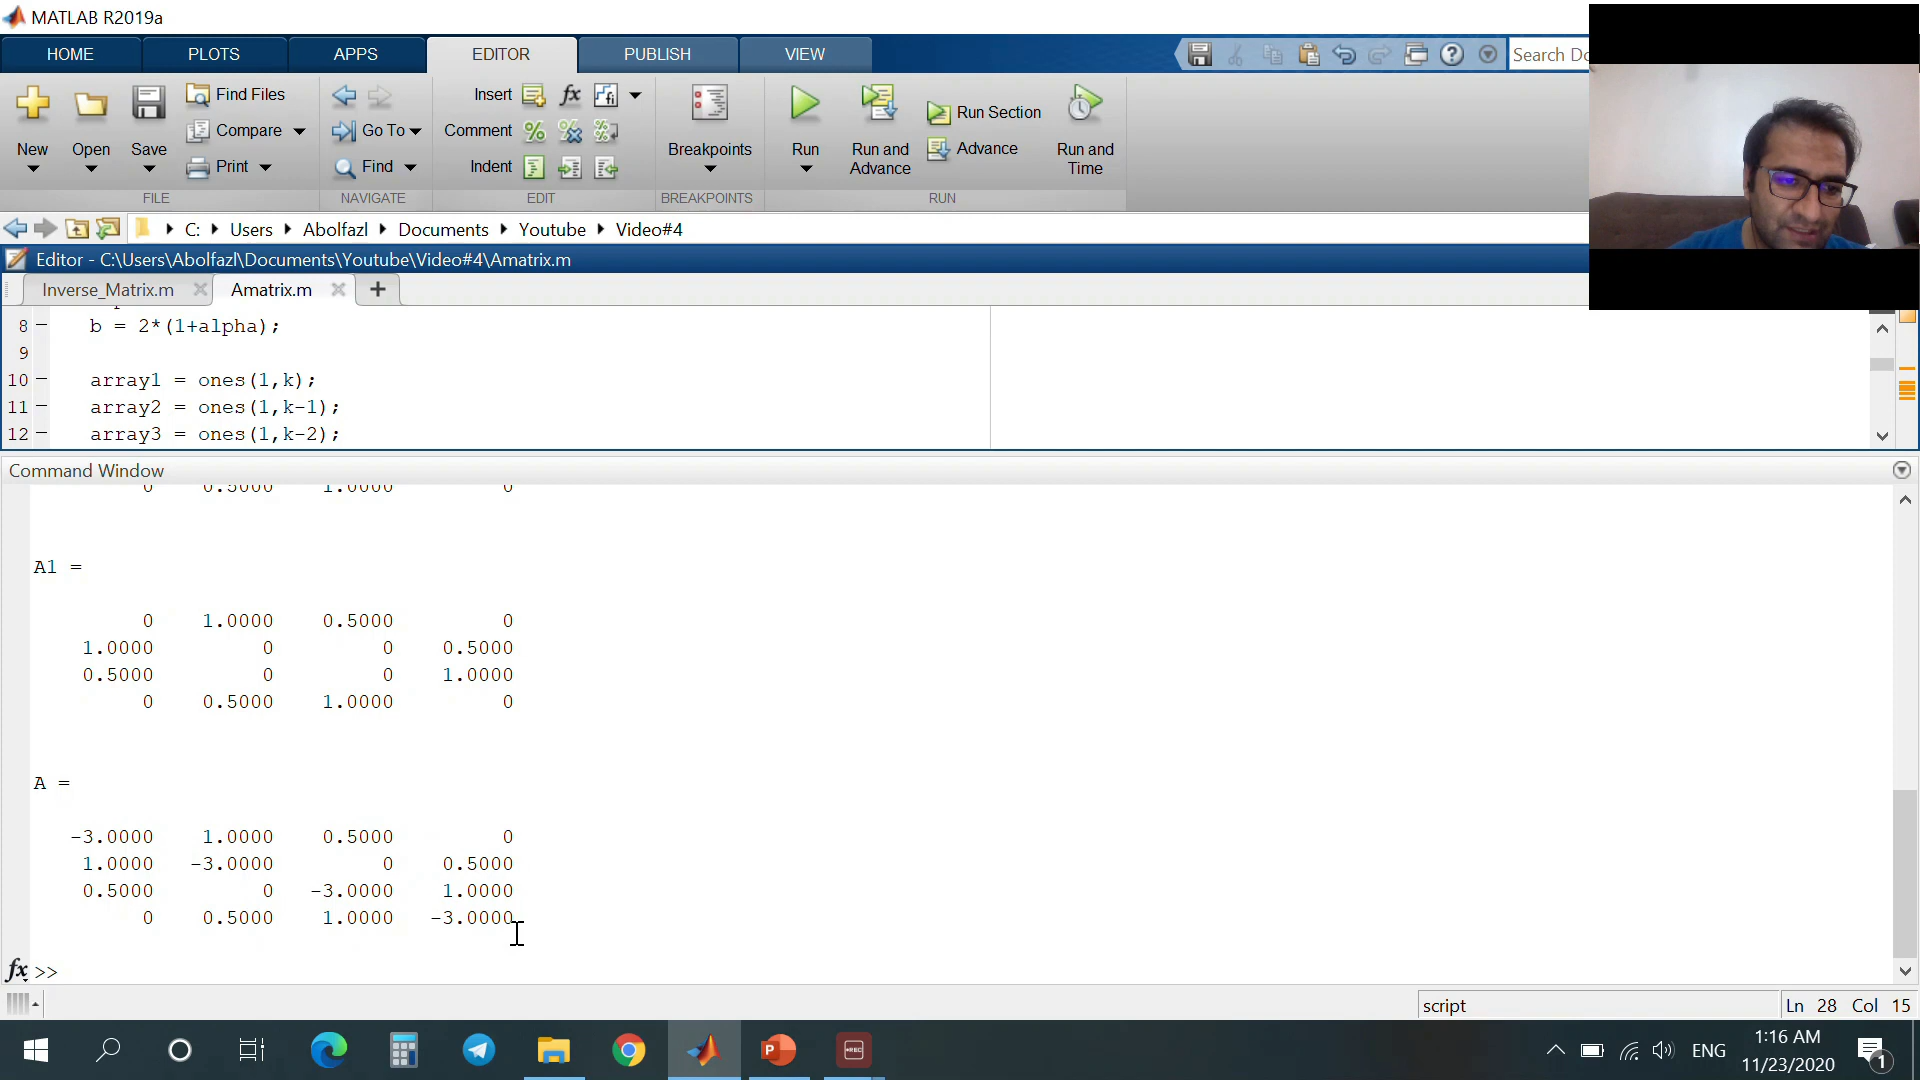 MATLAB R2019a
HOME PLOTS APPS EDITOR PUBLISH VIEW
Search Do
New Open Save Find Files Compare Print
FILE
Go To Find
NAVIGATE
Insert fx
Comment
Indent
EDIT
Breakpoints
BREAKPOINTS
Run Run and Advance Run Section Advance Run and Time
RUN
C: Users Abolfazl Documents Youtube Video#4
Editor - C:\Users\Abolfazl\Documents\Youtube\Video#4\Amatrix.m
Inverse_Matrix.m Amatrix.m
8 - b = 2*(1+alpha);
9
10 - array1 = ones(1,k);
11 - array2 = ones(1,k-1);
12 - array3 = ones(1,k-2);
Command Window
0 0.5000 1.0000 0
A1 =
0 1.0000 0.5000 0
1.0000 0 0 0.5000
0.5000 0 0 1.0000
0 0.5000 1.0000 0
A =
-3.0000 1.0000 0.5000 0
1.0000 -3.0000 0 0.5000
0.5000 0 -3.0000 1.0000
0 0.5000 1.0000 -3.0000
fx >>
script Ln 28 Col 15
ENG 1:16 AM
11/23/2020 1